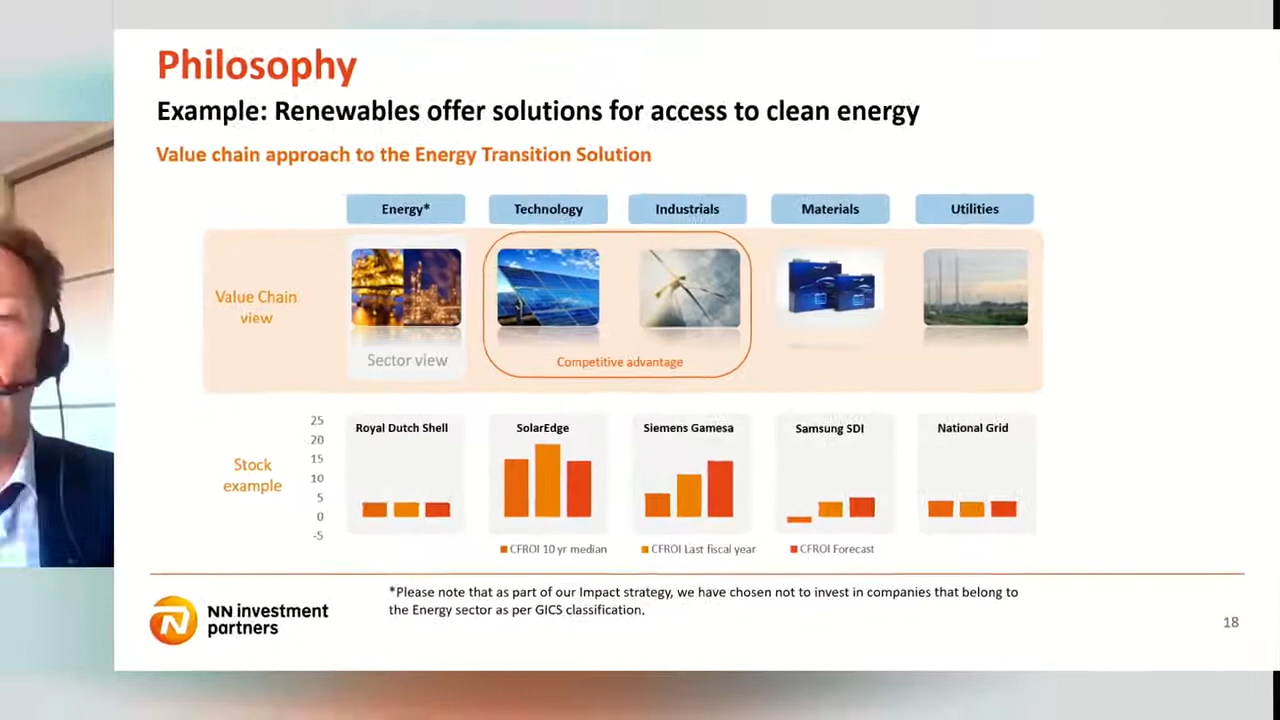 Philosophy
Example: Renewables offer solutions for access to clean energy
Value chain approach to the Energy Transition Solution
Energy*
Technology
Industrials
Materials
Utilities
Value Chain
view
Sector view
Competitive advantage
Stock
example
25
20
15
10
5
0
-5
Royal Dutch Shell
SolarEdge
Siemens Gamesa
Samsung SDI
National Grid
CFROI 10 yr median
CFROI Last fiscal year
CFROI Forecast
*Please note that as part of our Impact strategy, we have chosen not to invest in companies that belong to
the Energy sector as per GICS classification.
NN investment
partners
18